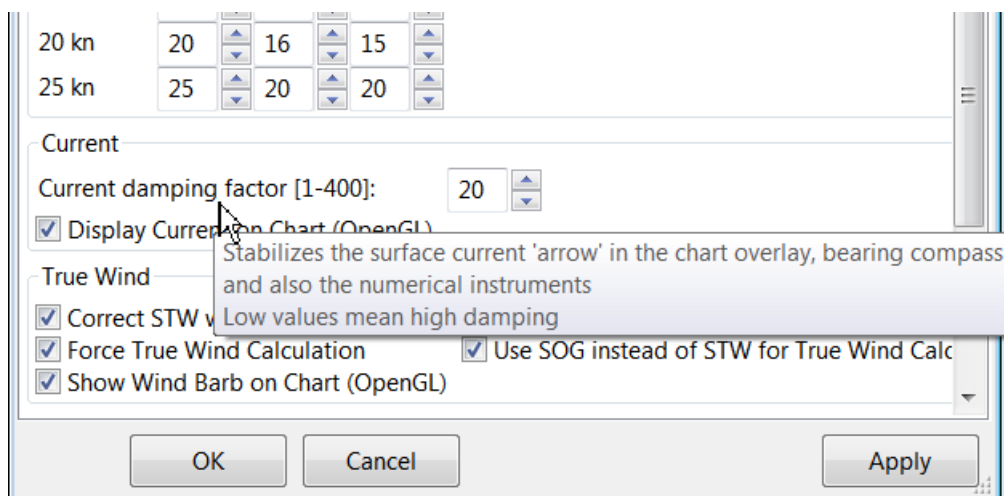 20 kn 20 16 15
25 kn 25 20 20
Current
Current damping factor [1-400]: 20
Display Current on Chart (OpenGL)
Stabilizes the surface current 'arrow' in the chart overlay, bearing compass
and also the numerical instruments
Low values mean high damping
True Wind
Correct STW
Force True Wind Calculation Use SOG instead of STW for True Wind Calc
Show Wind Barb on Chart (OpenGL)
OK Cancel Apply